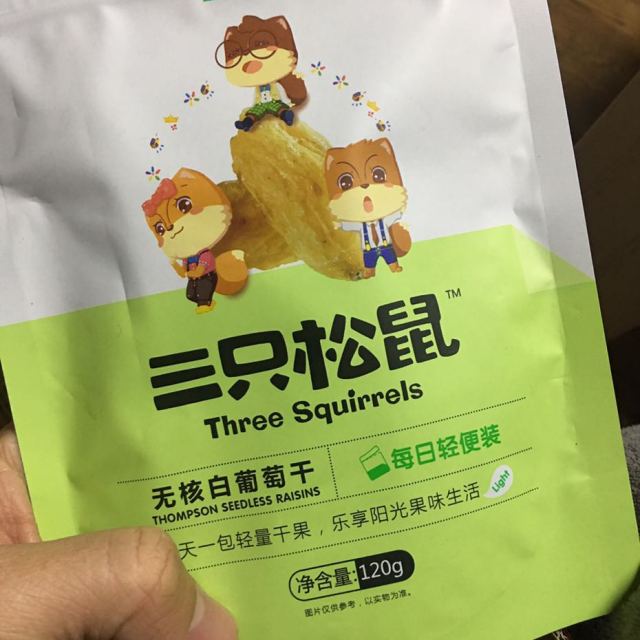 三只松鼠™
Three Squirrels
无核白葡萄干
THOMPSON SEEDLESS RAISINS
每日轻便装
天一包轻量干果，乐享阳光果味生活
Light
净含量:120g
图片仅供参考，以实物为准。